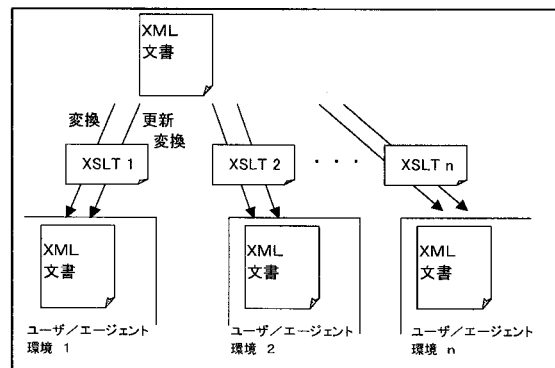 XML
文書
変換
更新
変換
XSLT 1
XSLT 2
・・・
XSLT n
XML
文書
XML
文書
XML
文書
ユーザ／エージェント
環境 1
ユーザ／エージェント
環境 2
ユーザ／エージェント
環境 n